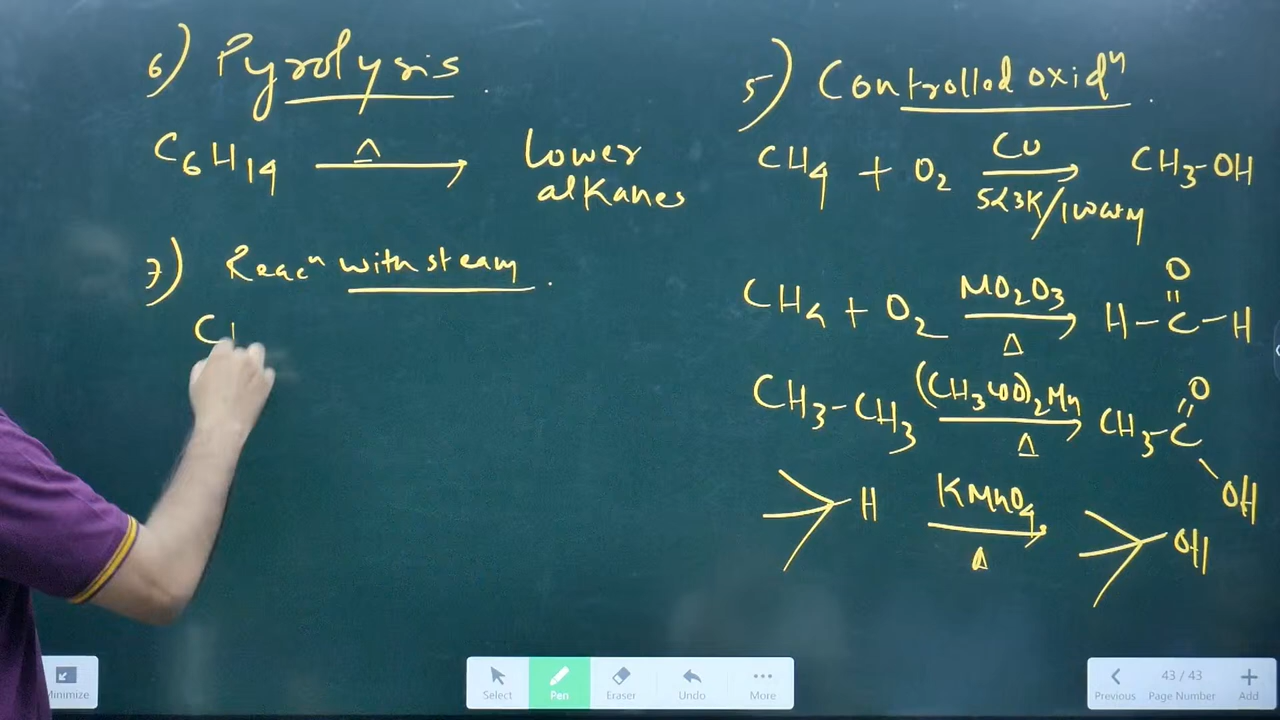 6) Pyrolysis .
C6H14 Δ→ Lower alkanes
7) Reacⁿ with steam .
CH
5) Controlled oxidⁿ .
CH4 + O2 Cu→ CH3-OH
523K/100atm
CH4 + O2 MO2O3→ H-C-H
O
Δ
CH3-CH3 (CH3COO)2Mn→ CH3-C
O
OH
Δ
H KMnO4→ OH
Δ
Minimize
Select
Pen
Eraser
Undo
More
Previous
43 / 43
Page Number
Add